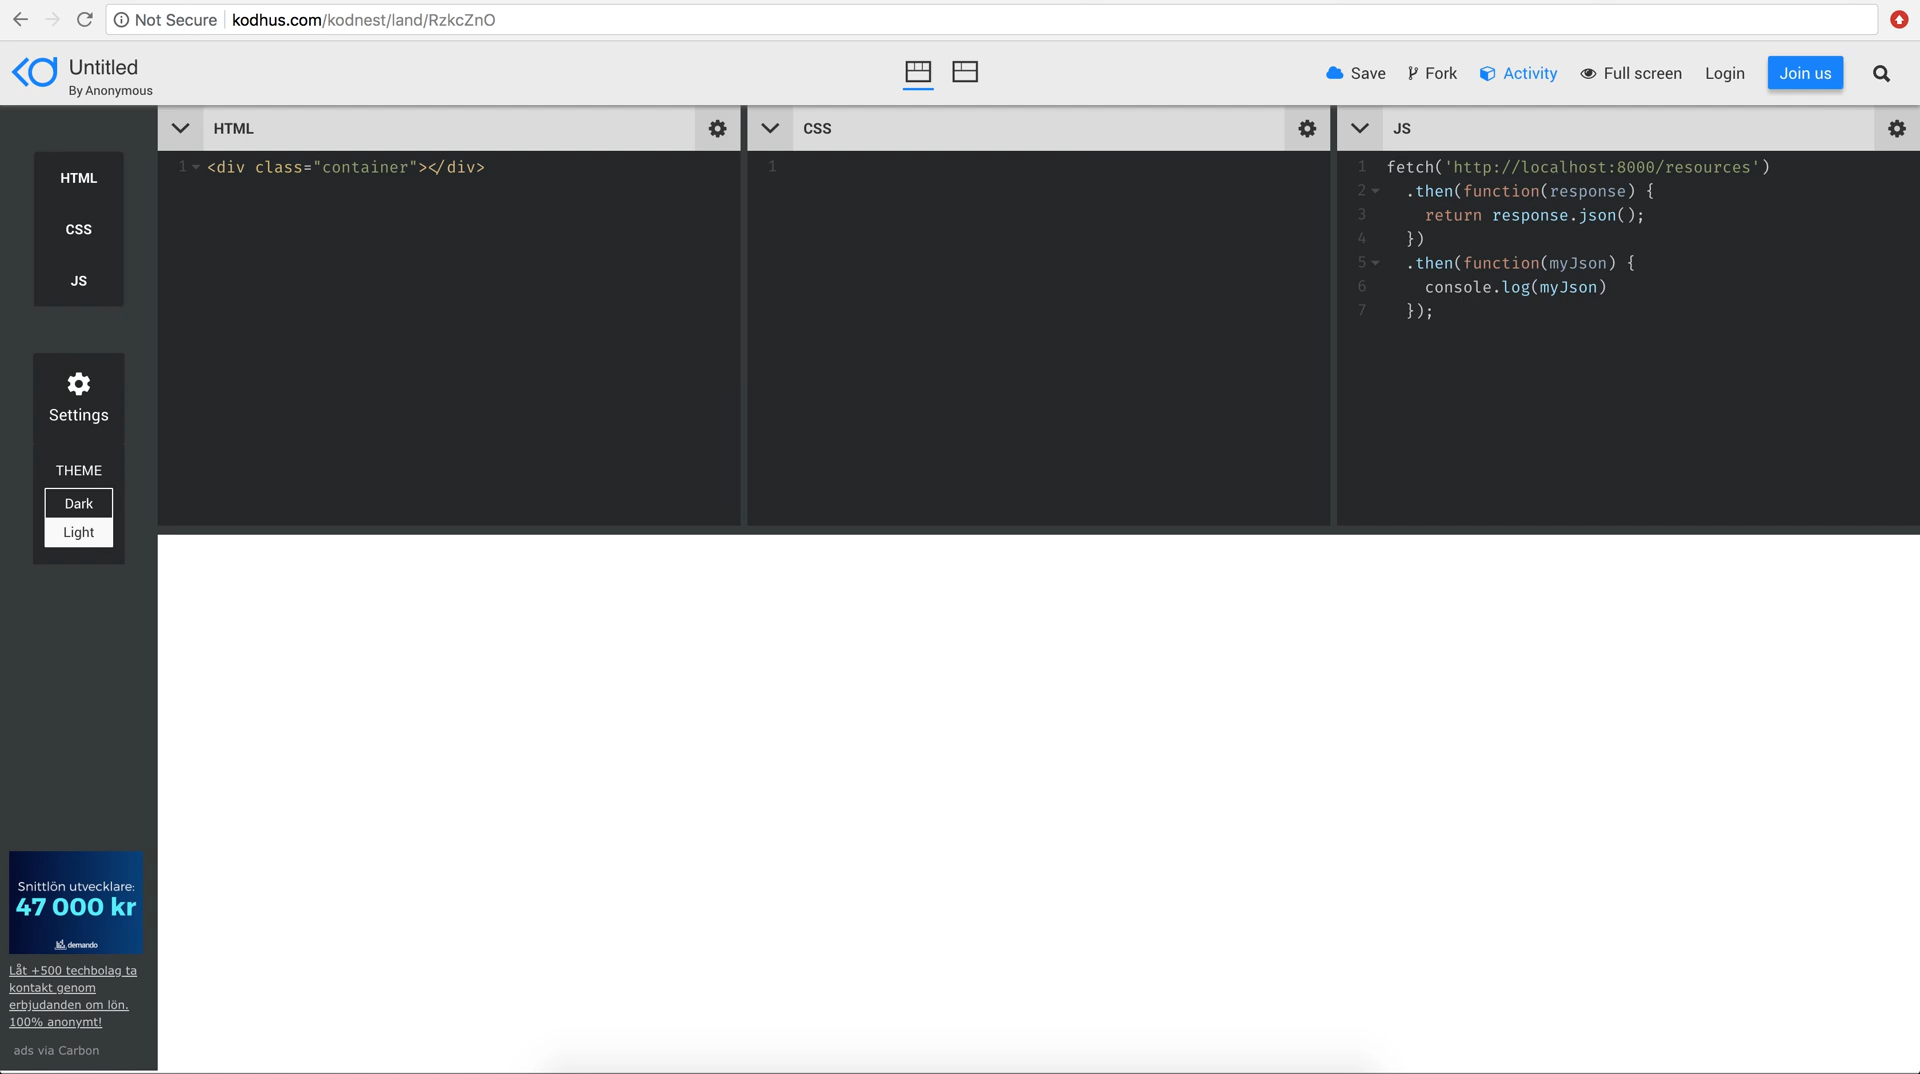 Not Secure
kodhus.com/kodnest/land/RzkcZnO
Untitled
By Anonymous
Save
Fork
Activity
Full screen
Login
Join us
HTML
CSS
JS
Settings
THEME
Dark
Light
HTML
1 <div class="container"></div>
CSS
1
JS
1 fetch('http://localhost:8000/resources')
2 .then(function(response) {
3 return response.json();
4 })
5 .then(function(myJson) {
6 console.log(myJson)
7 });
Snittlön utvecklare:
47 000 kr
demando
Låt +500 techbolag ta
kontakt genom
erbjudanden om lön.
100% anonymt!
ads via Carbon